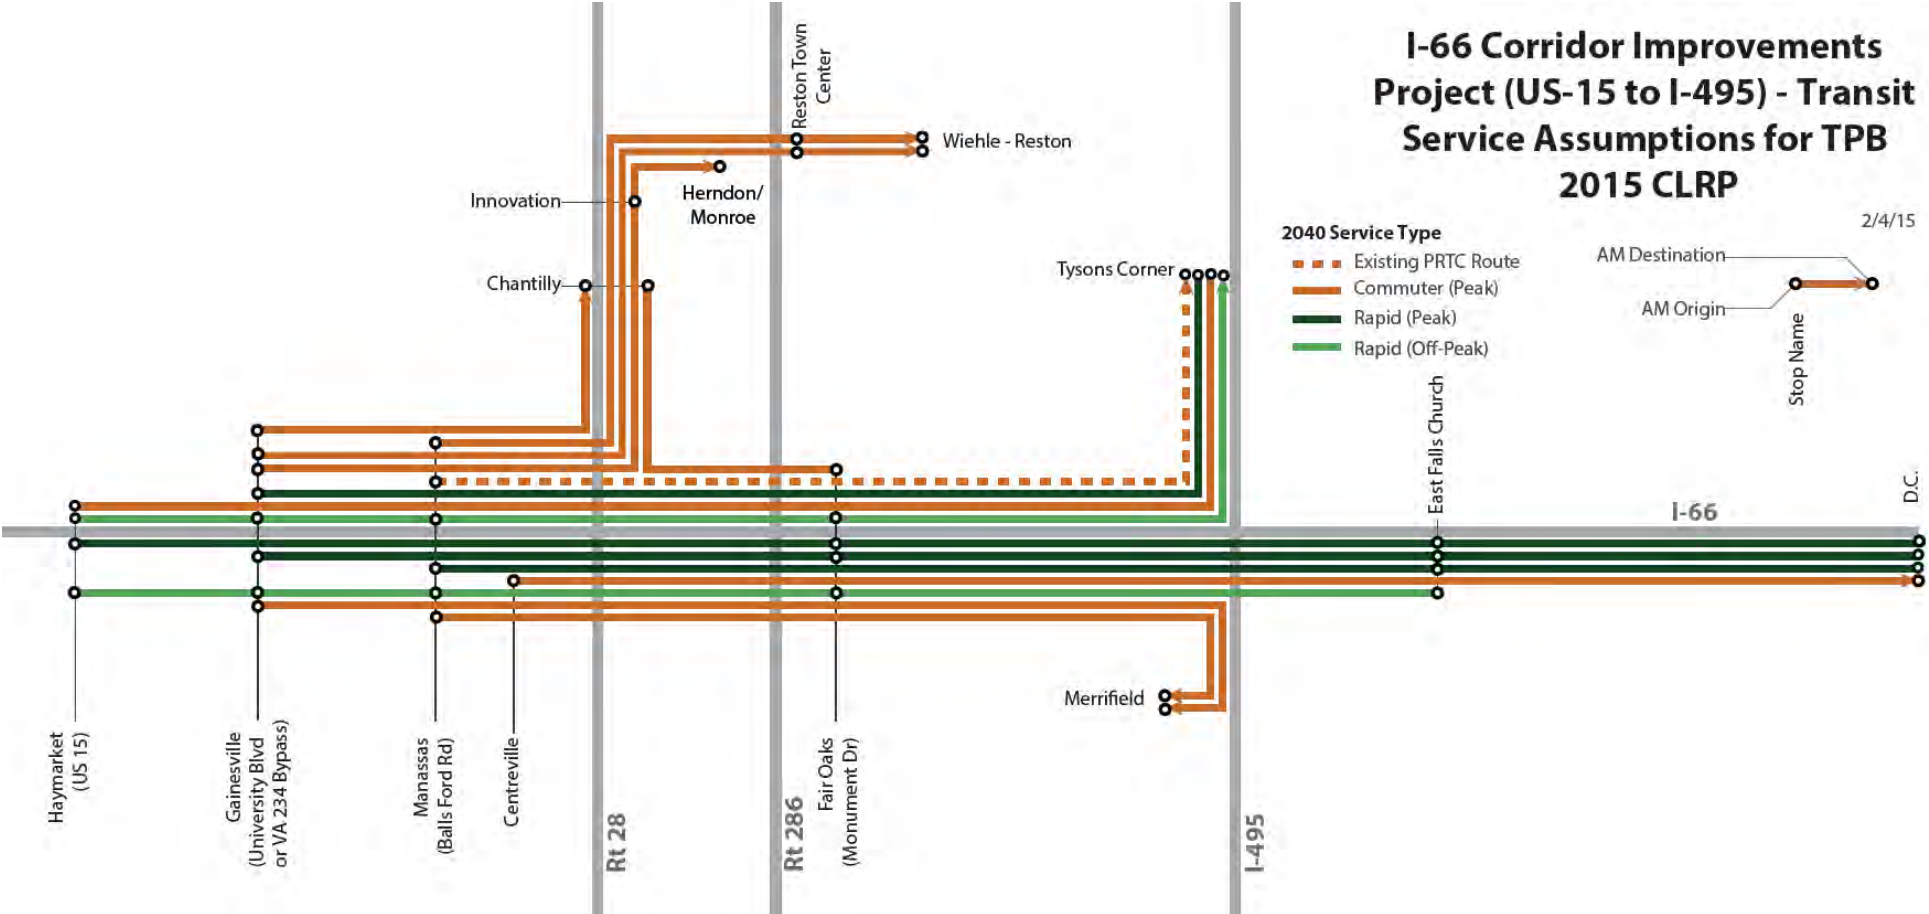 I-66 Corridor Improvements
Project (US-15 to I-495) - Transit
Service Assumptions for TPB
2015 CLRP
2/4/15
2040 Service Type
Existing PRTC Route
Commuter (Peak)
Rapid (Peak)
Rapid (Off-Peak)
AM Destination
AM Origin
Stop Name
Reston Town
Center
Wiehle - Reston
Innovation
Herndon/
Monroe
Chantilly
Tysons Corner
East Falls Church
D.C.
I-66
Merrifield
Haymarket
(US 15)
Gainesville
(University Blvd
or VA 234 Bypass)
Manassas
(Balls Ford Rd)
Centreville
Rt 28
Rt 286
Fair Oaks
(Monument Dr)
I-495